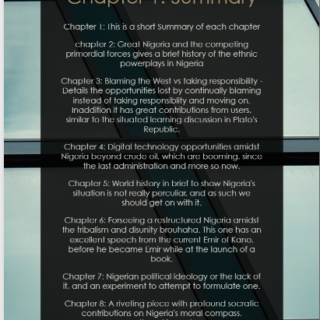 Chapter 1: Summary
Chapter 1: This is a short Summary of each chapter
chapter 2: Great Nigeria and the competing
primordial forces gives a brief history of the ethnic
powerplays in Nigeria
Chapter 3: Blaming the West vs taking responsibility -
Details the opportunities lost by continually blaming
instead of taking responsibility and moving on.
Inaddition it has great contributions from users,
similar to the situated learning discussion in Plato's
Republic.
Chapter 4: Digital technology opportunities amidst
Nigeria beyond crude oil, which are booming, since
the last administration and more so now.
Chapter 5: World history in brief to show Nigeria's
situation is not really perculiar, and as such we
should get on with it.
Chapter 6: Forseeing a restructured Nigeria amidst
the tribalism and disunity brouhaha. This one has an
excellent speech from the current Emir of Kano,
before he became Emir while at the launch of a
book.
Chapter 7: Nigerian political ideology or the lack of
it, and an experiment to attempt to formulate one.
Chapter 8: A riveting piece with profound socratic
contributions on Nigeria's moral compass.